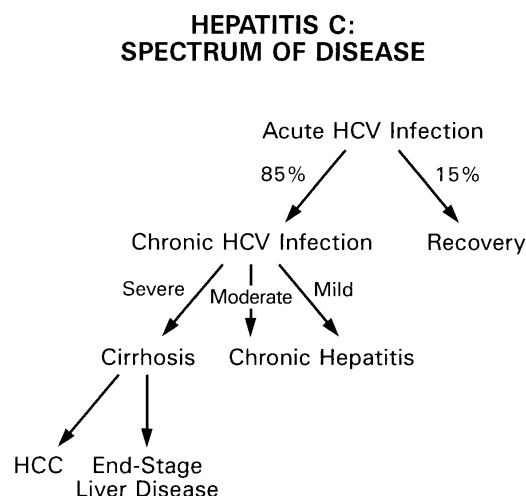 HEPATITIS C:
SPECTRUM OF DISEASE
Acute HCV Infection
85%
15%
Chronic HCV Infection
Recovery
Severe
Moderate
Mild
Cirrhosis
Chronic Hepatitis
HCC
End-Stage
Liver Disease